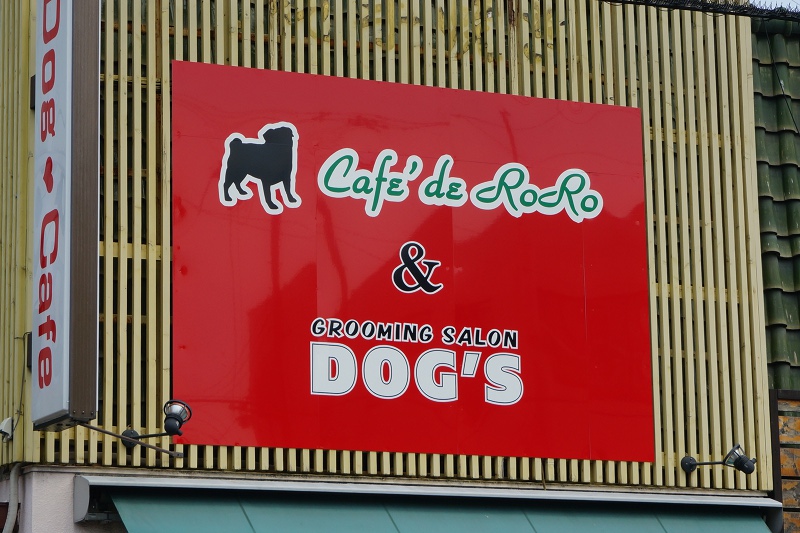 Dog♥Cafe
Cafe' de RoRo
&
GROOMING SALON
DOG'S